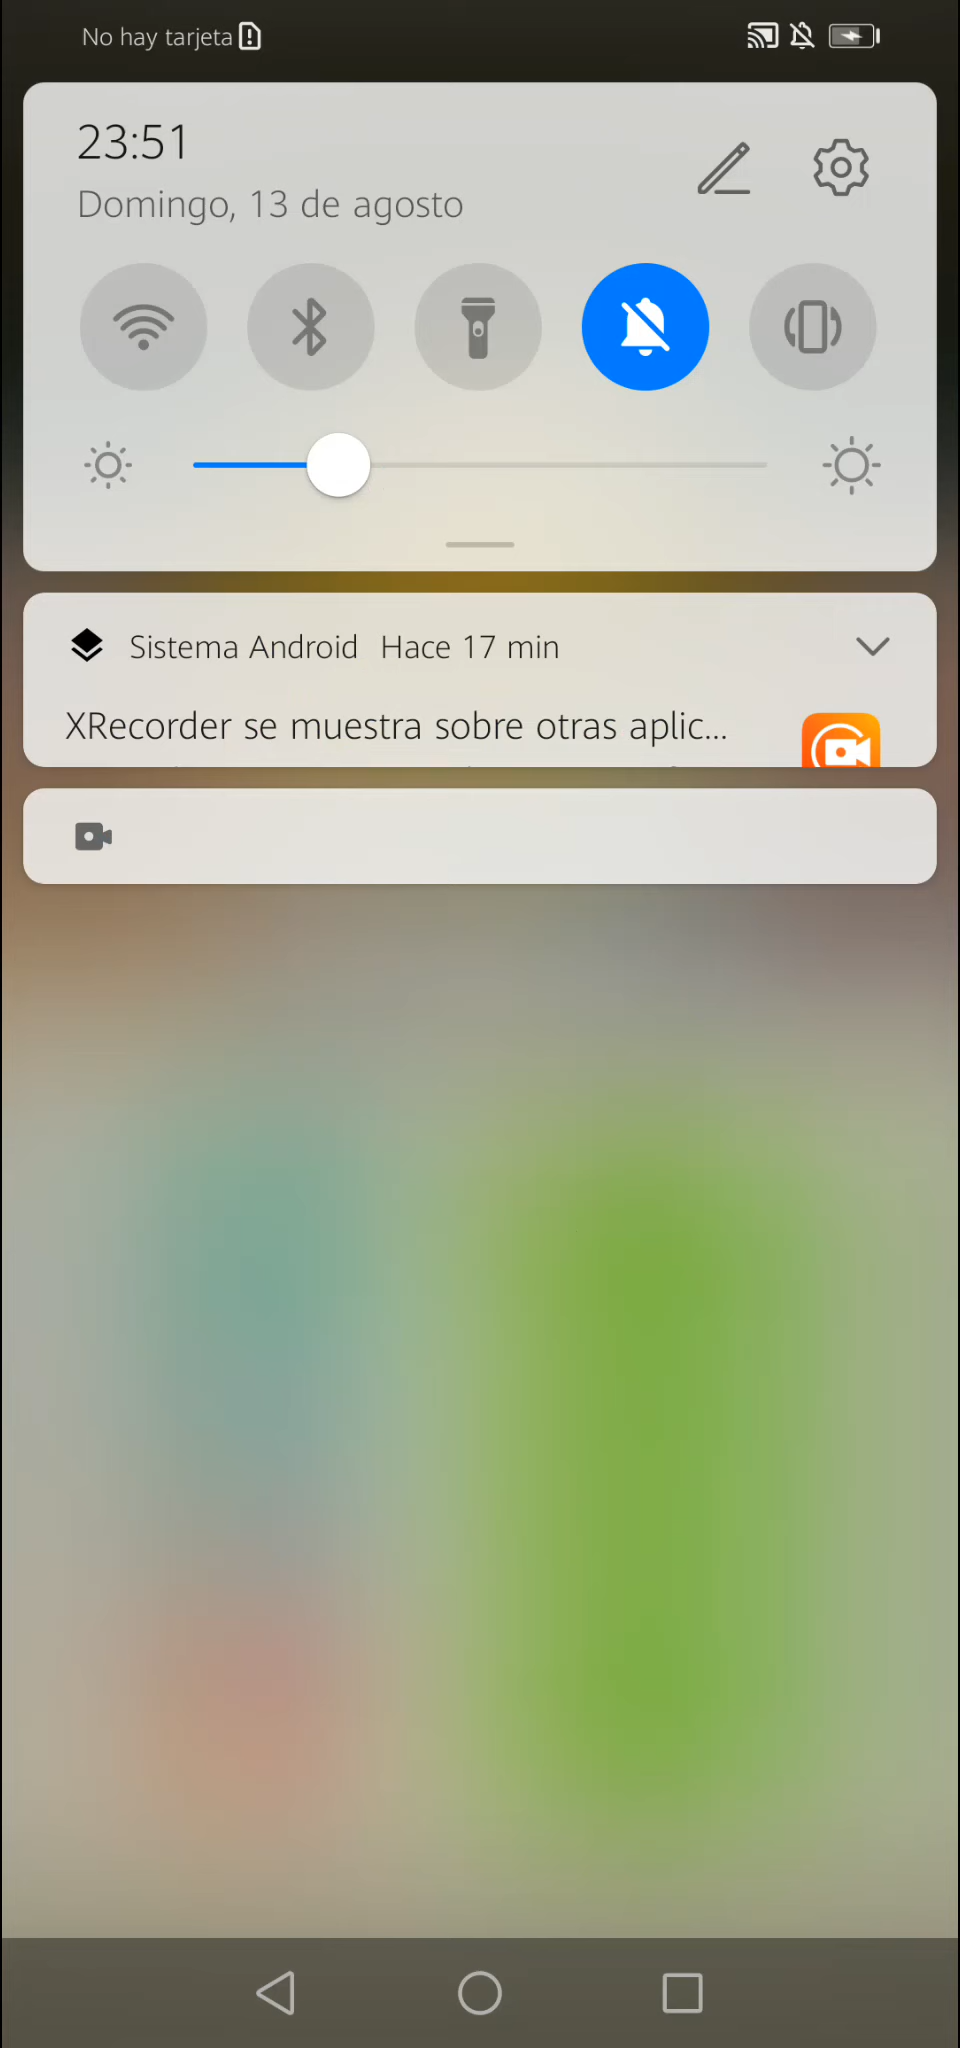 No hay tarjeta
23:51
Domingo, 13 de agosto
Sistema Android Hace 17 min
XRecorder se muestra sobre otras aplic...